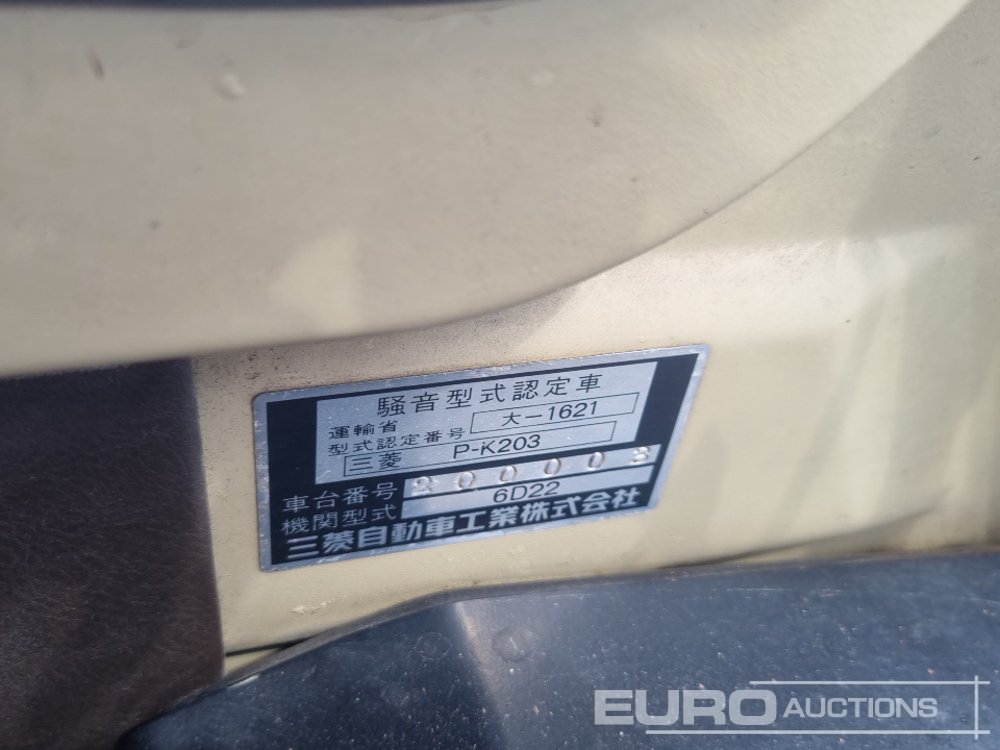 騒音型式認定車
運輸省
型式認定番号 大-1621
三菱 P-K203
車台番号 20000
機関型式 6D22
三菱自動車工業株式会社
EURO AUCTIONS